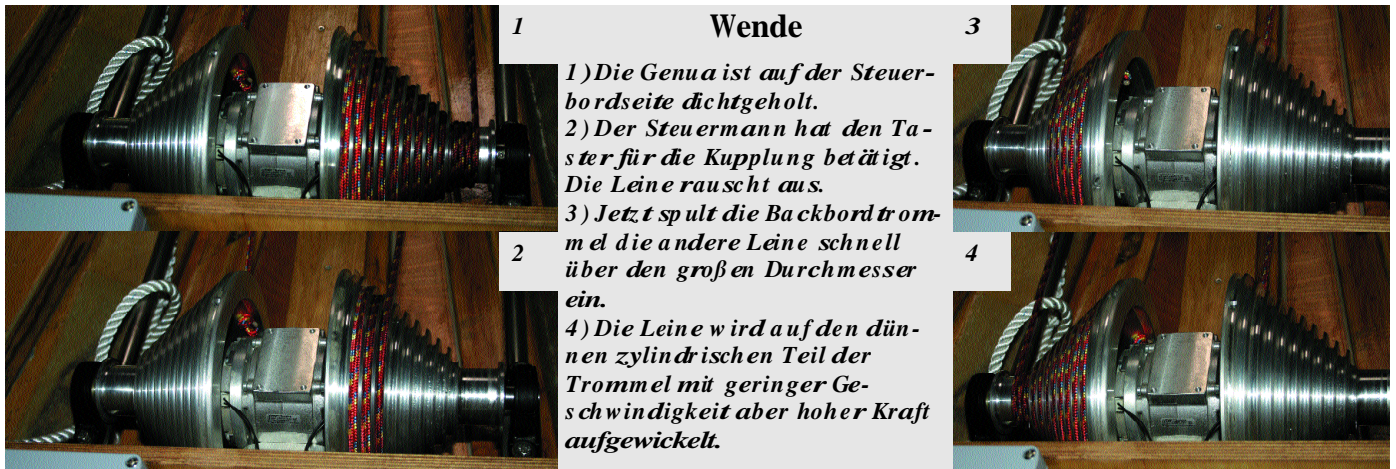 1
Wende
3
1) Die Genua ist auf der Steuer-
bordseite dichtgeholt.
2) Der Steuermann hat den Ta-
ster für die Kupplung betätigt.
Die Leine rauscht aus.
3) Jetzt spult die Backbordtrom-
mel die andere Leine schnell
über den großen Durchmesser
ein.
4) Die Leine wird auf den dün-
nen zylindrischen Teil der
Trommel mit geringer Ge-
schwindigkeit aber hoher Kraft
aufgewickelt.
2
4